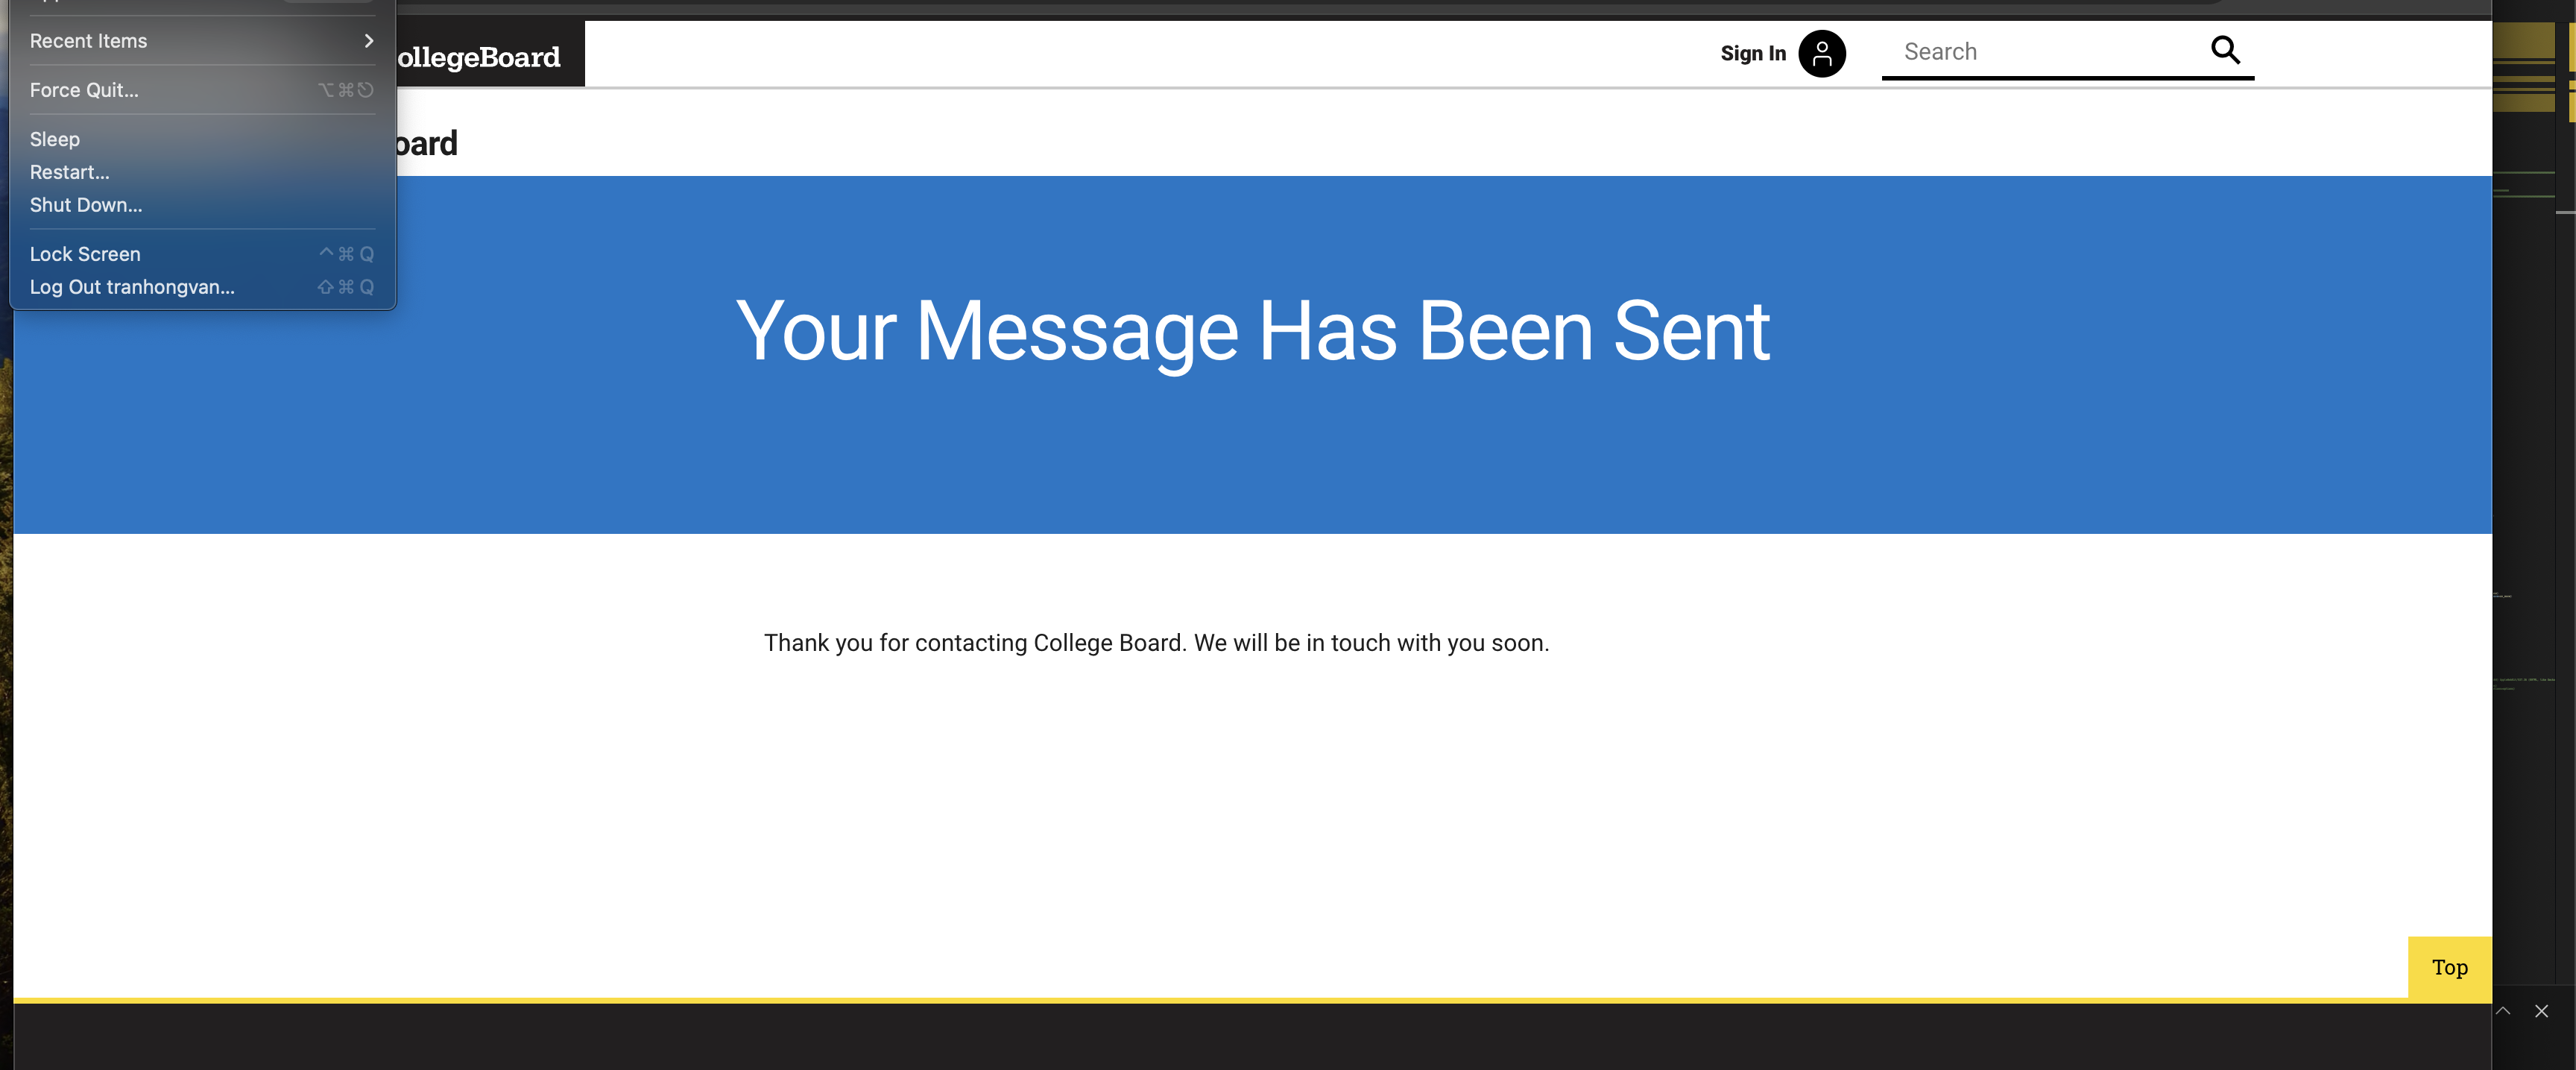 Recent Items
Force Quit...
Sleep
Restart...
Shut Down...
Lock Screen ^⌘Q
Log Out tranhongvan... ⇧⌘Q
ollegeBoard
Sign In
Search
oard
Your Message Has Been Sent
Thank you for contacting College Board. We will be in touch with you soon.
Top